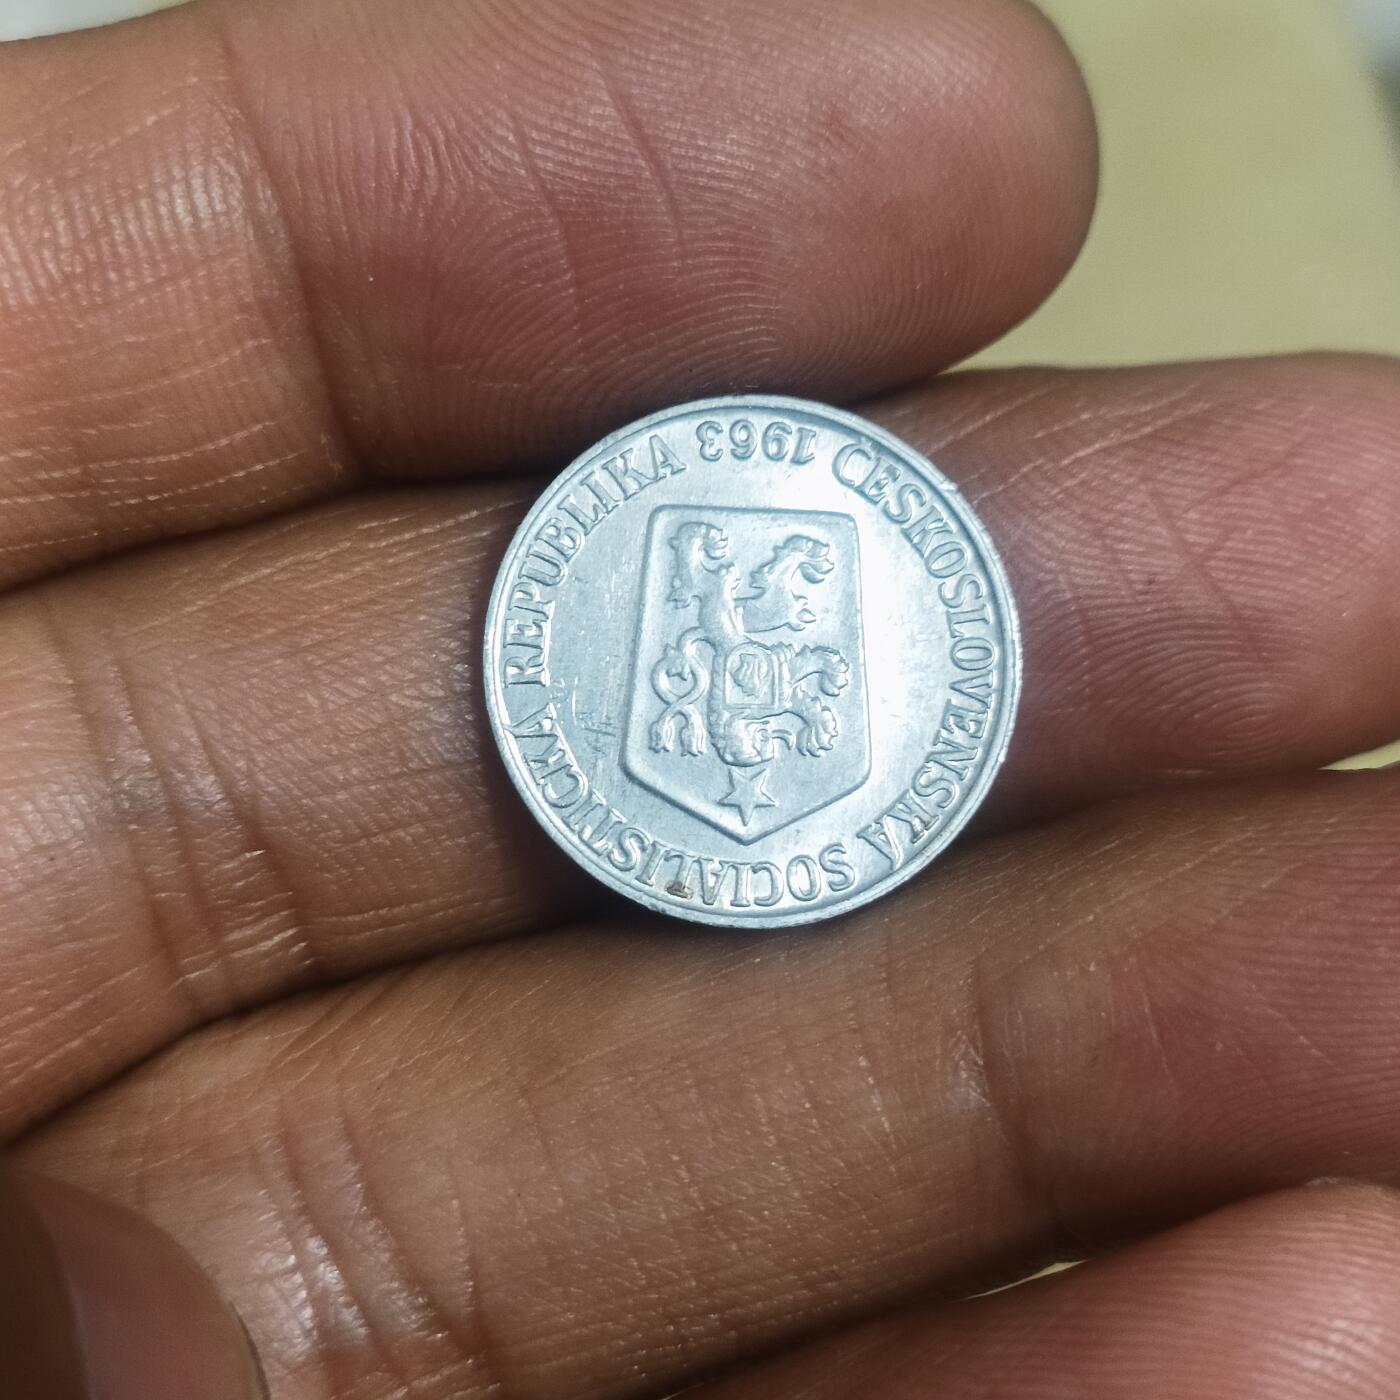 ČESKOSLOVENSKÁ SOCIALISTICKÁ REPUBLIKA 1963